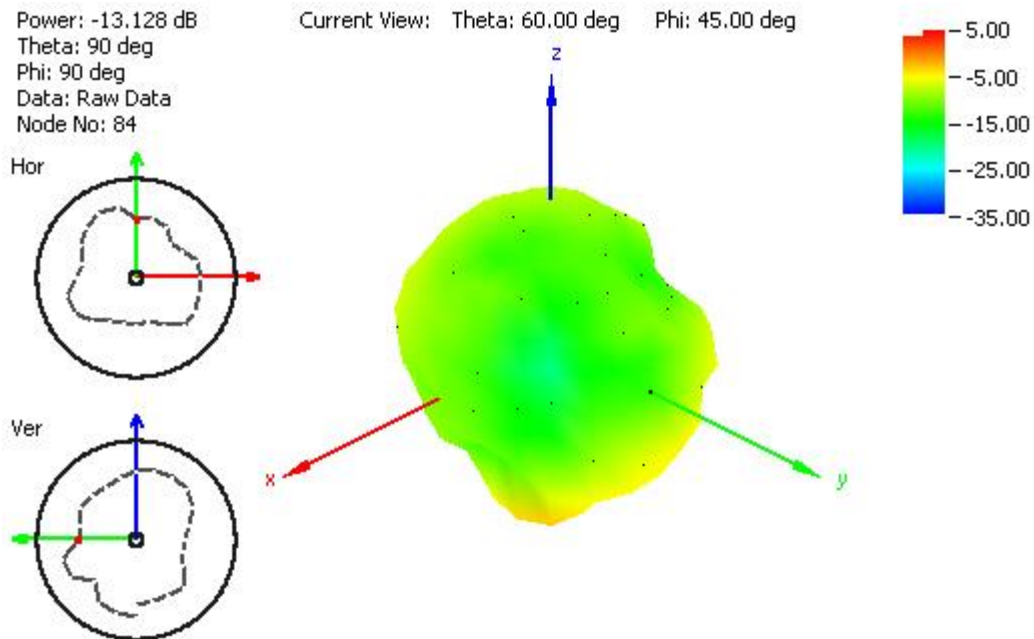 Power: -13.128 dB
Theta: 90 deg
Phi: 90 deg
Data: Raw Data
Node No: 84
Current View: Theta: 60.00 deg Phi: 45.00 deg
Hor
Ver
z
x
y
5.00
-5.00
-15.00
-25.00
-35.00